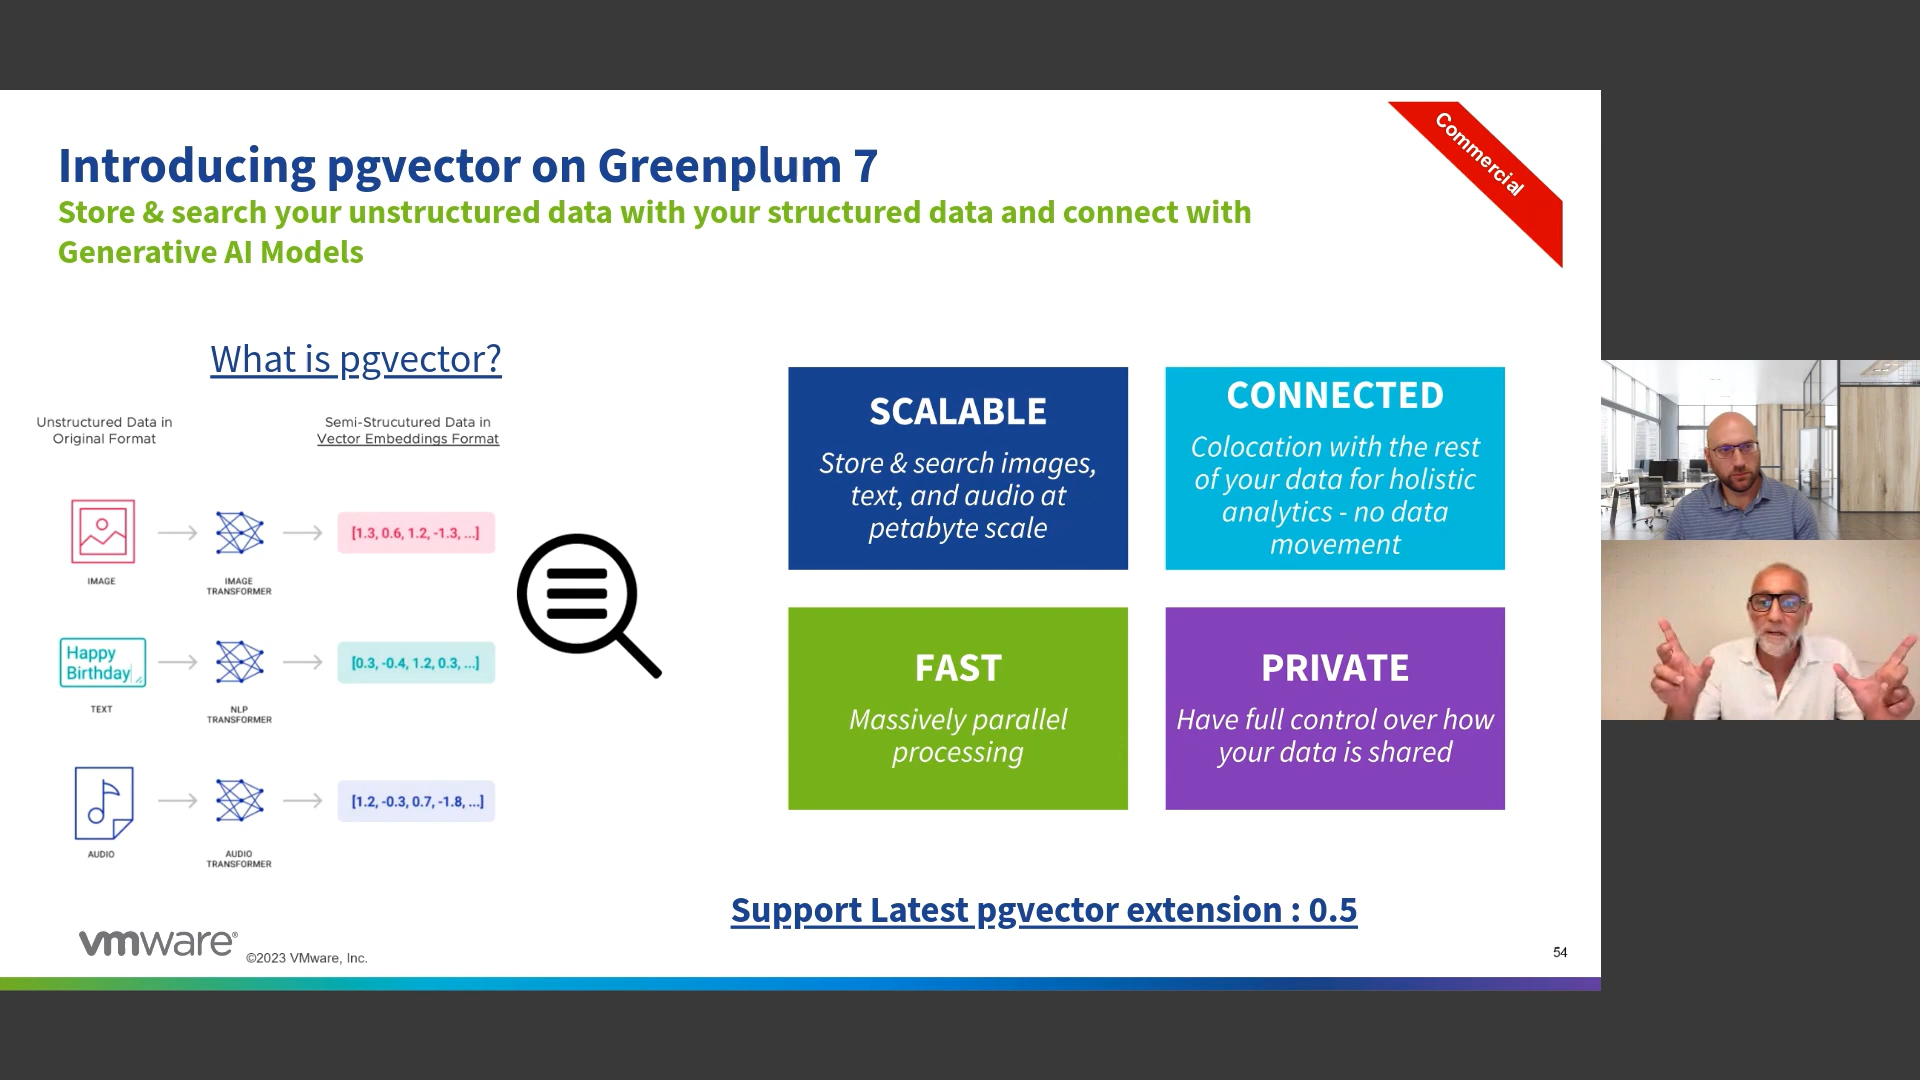 Commercial
Introducing pgvector on Greenplum 7
Store & search your unstructured data with your structured data and connect with
Generative AI Models
What is pgvector?
Unstructured Data in
Original Format
Semi-Strucutured Data in
Vector Embeddings Format
[1.3, 0.6, 1.2, -1.3, ...]
IMAGE
IMAGE
TRANSFORMER
Happy
Birthday
[0.3, -0.4, 1.2, 0.3, ...]
TEXT
NLP
TRANSFORMER
[1.2, -0.3, 0.7, -1.8, ...]
AUDIO
AUDIO
TRANSFORMER
SCALABLE
Store & search images,
text, and audio at
petabyte scale
CONNECTED
Colocation with the rest
of your data for holistic
analytics - no data
movement
FAST
Massively parallel
processing
PRIVATE
Have full control over how
your data is shared
Support Latest pgvector extension : 0.5
vmware®
©2023 VMware, Inc.
54